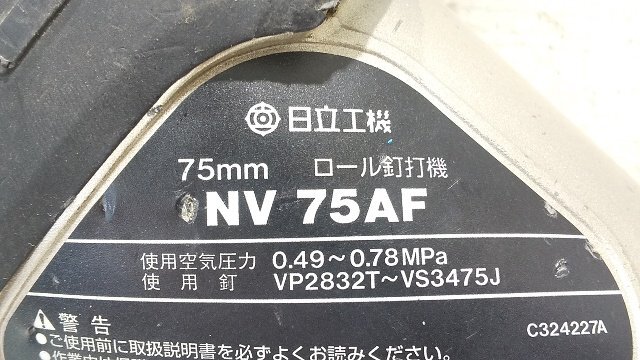 日立工機
75mm ロール釘打機
NV 75AF
使用空気圧力 0.49～0.78MPa
使用釘 VP2832T～VS3475J
警告 C324227A
●ご使用前に取扱説明書を必ずよくお読みください。